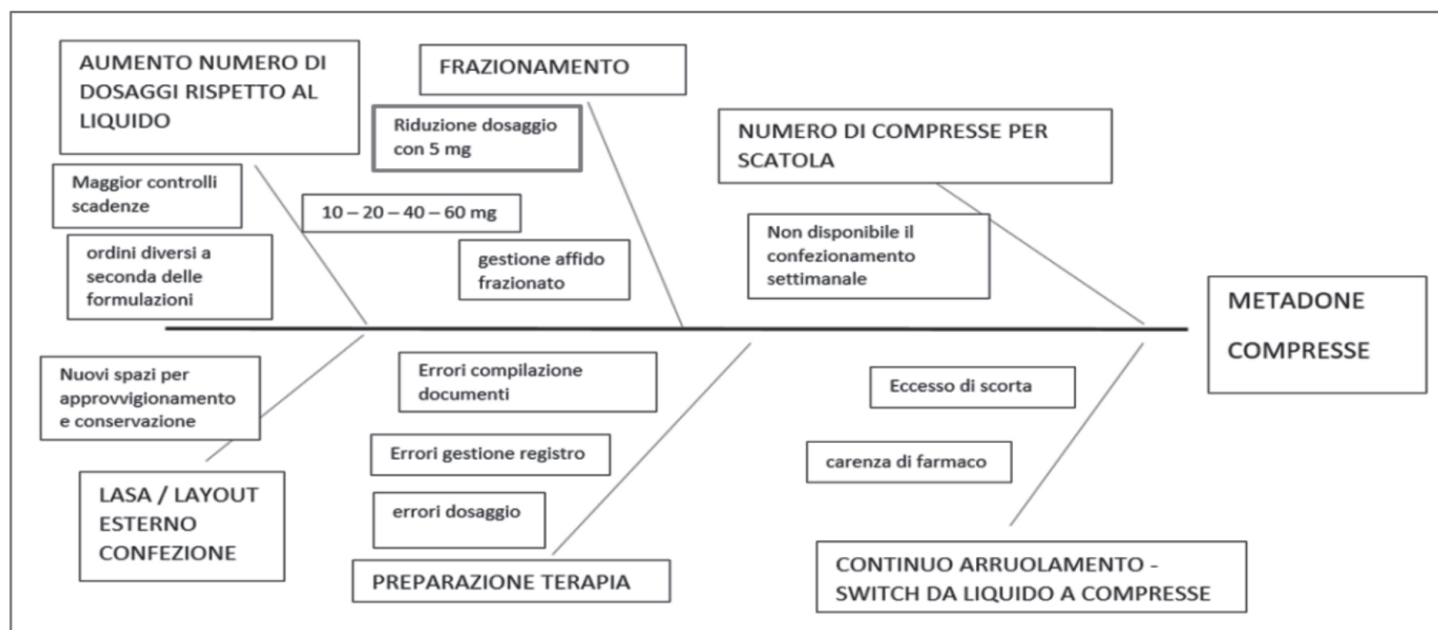 AUMENTO NUMERO DI
DOSAGGI RISPETTO AL
LIQUIDO
FRAZIONAMENTO
Riduzione dosaggio
con 5 mg
NUMERO DI COMPRESSE PER
SCATOLA
Maggior controlli
scadenze
10 – 20 – 40 – 60 mg
ordini diversi a
seconda delle
formulazioni
gestione affido
frazionato
Non disponibile il
confezionamento
settimanale
METADONE
COMPRESSE
Nuovi spazi per
approvvigionamento
e conservazione
Errori compilazione
documenti
Eccesso di scorta
Errori gestione registro
carenza di farmaco
LASA / LAYOUT
ESTERNO
CONFEZIONE
errori dosaggio
PREPARAZIONE TERAPIA
CONTINUO ARRUOLAMENTO -
SWITCH DA LIQUIDO A COMPRESSE